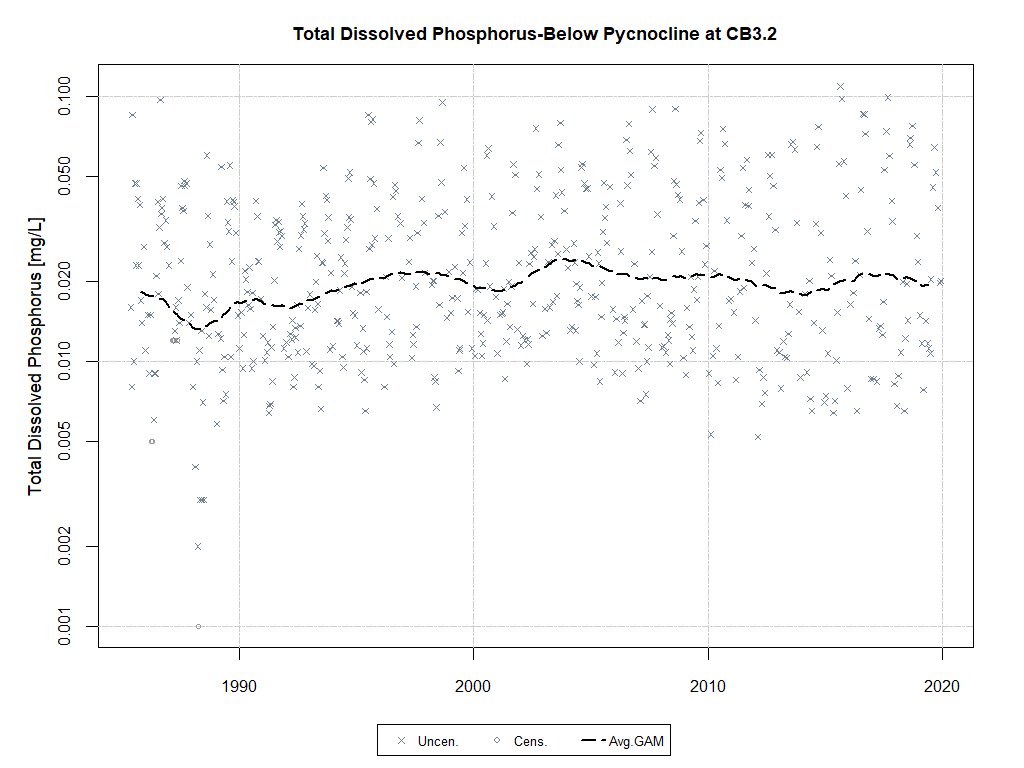 Total Dissolved Phosphorus-Below Pycnocline at CB3.2
Total Dissolved Phosphorus [mg/L]
0.100
0.050
0.020
0.010
0.005
0.002
0.001
1990 2000 2010 2020
Uncen. Cens. Avg.GAM